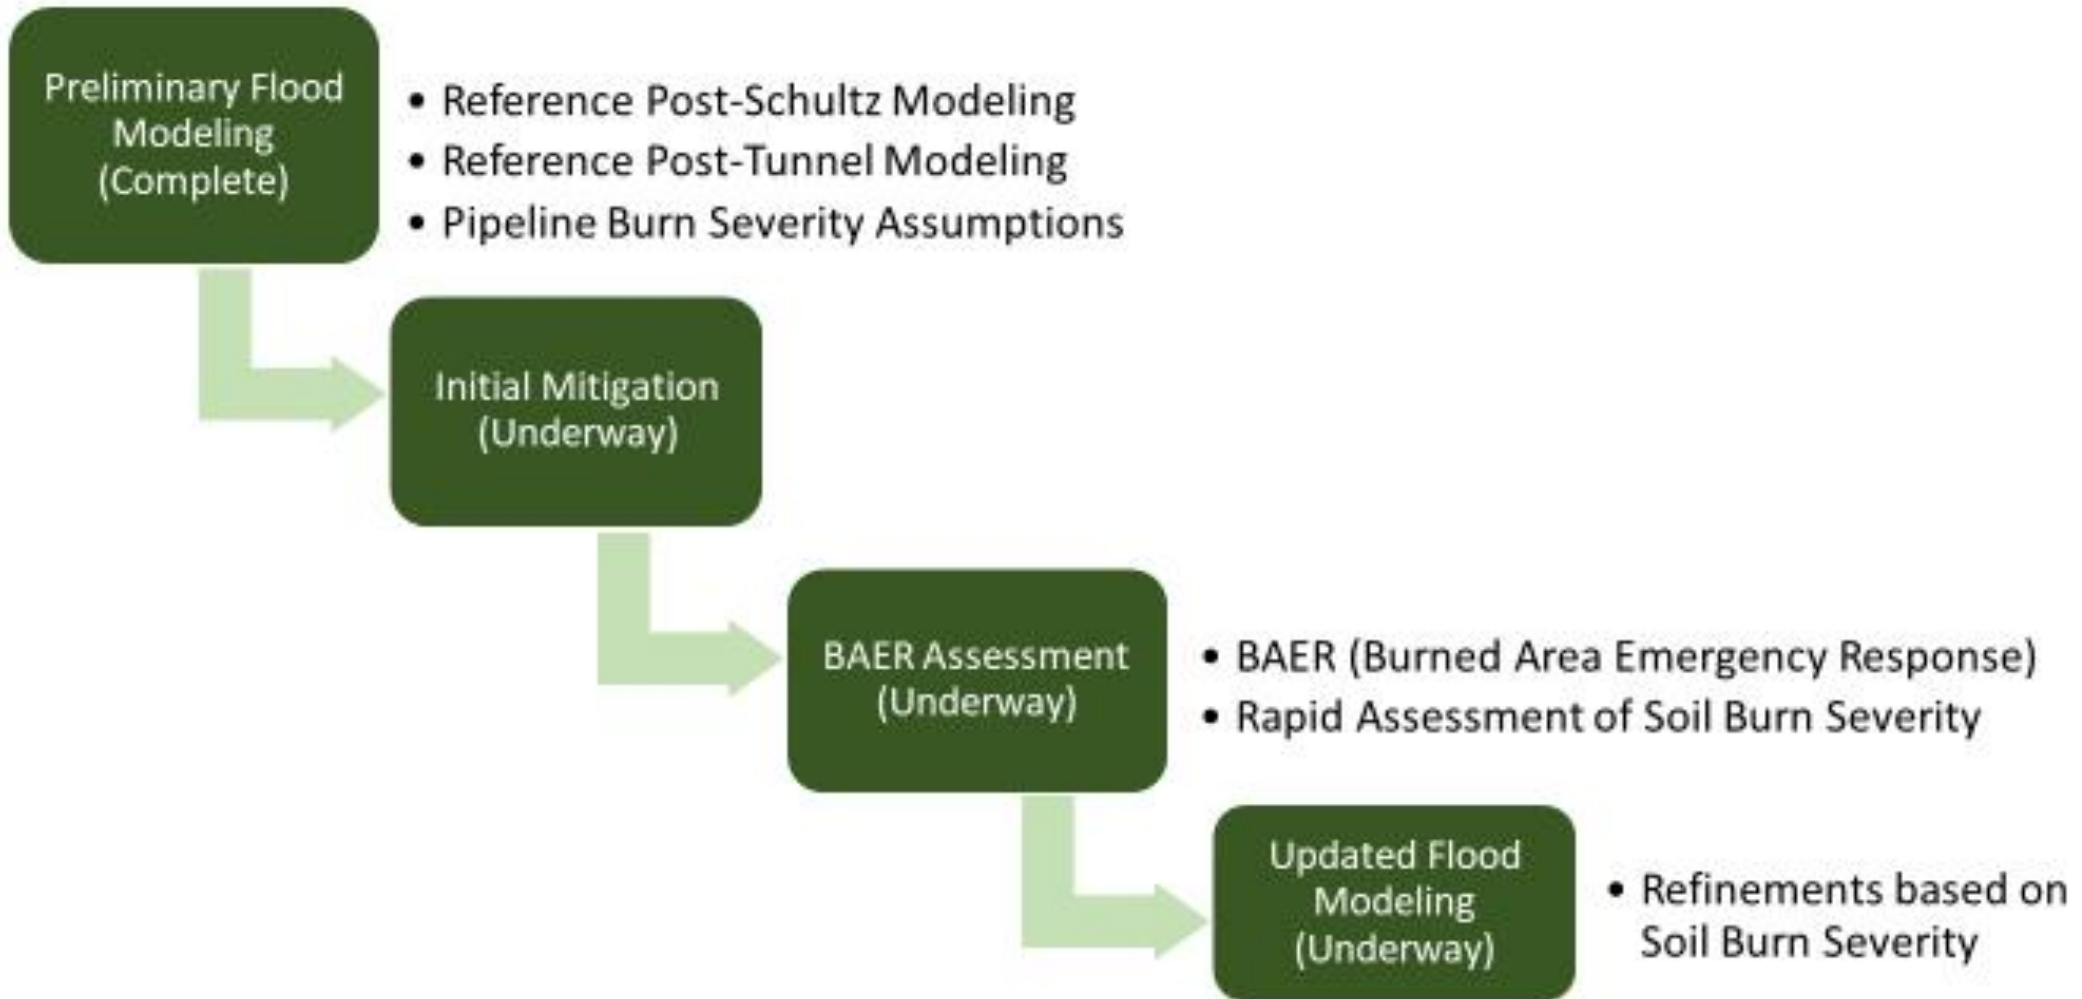 Preliminary Flood
Modeling
(Complete)
• Reference Post-Schultz Modeling
• Reference Post-Tunnel Modeling
• Pipeline Burn Severity Assumptions
Initial Mitigation
(Underway)
BAER Assessment
(Underway)
• BAER (Burned Area Emergency Response)
• Rapid Assessment of Soil Burn Severity
Updated Flood
Modeling
(Underway)
• Refinements based on
Soil Burn Severity